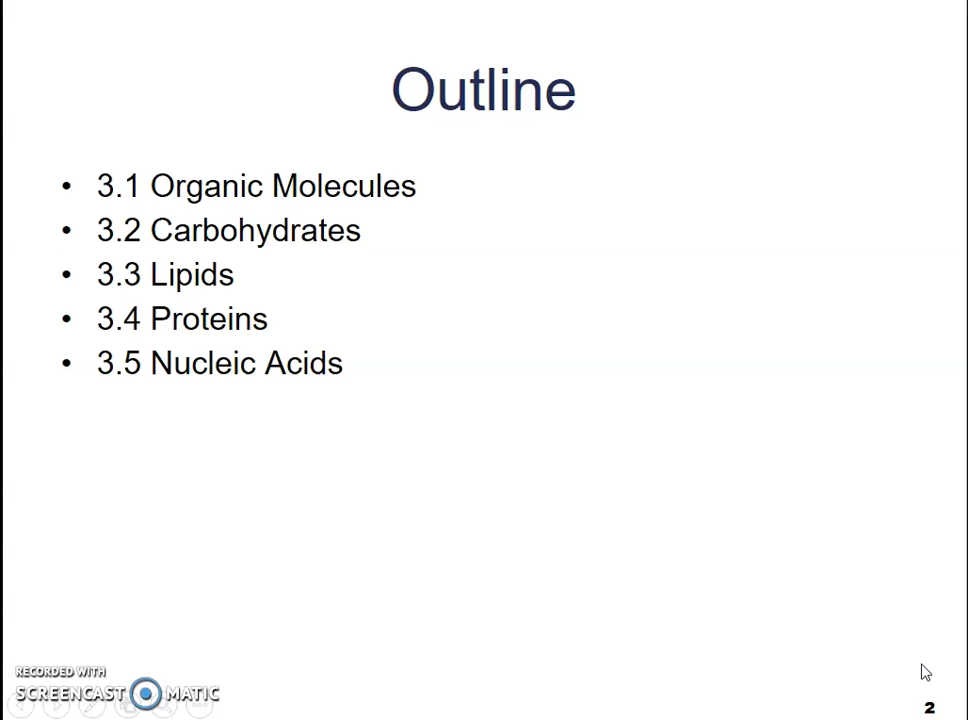 Outline
• 3.1 Organic Molecules
• 3.2 Carbohydrates
• 3.3 Lipids
• 3.4 Proteins
• 3.5 Nucleic Acids
RECORDED WITH
SCREENCAST MATIC
2